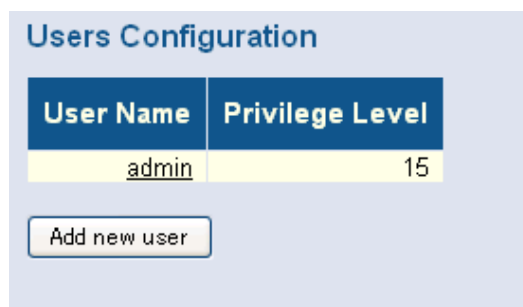 Users Configuration
User Name Privilege Level
admin 15
Add new user